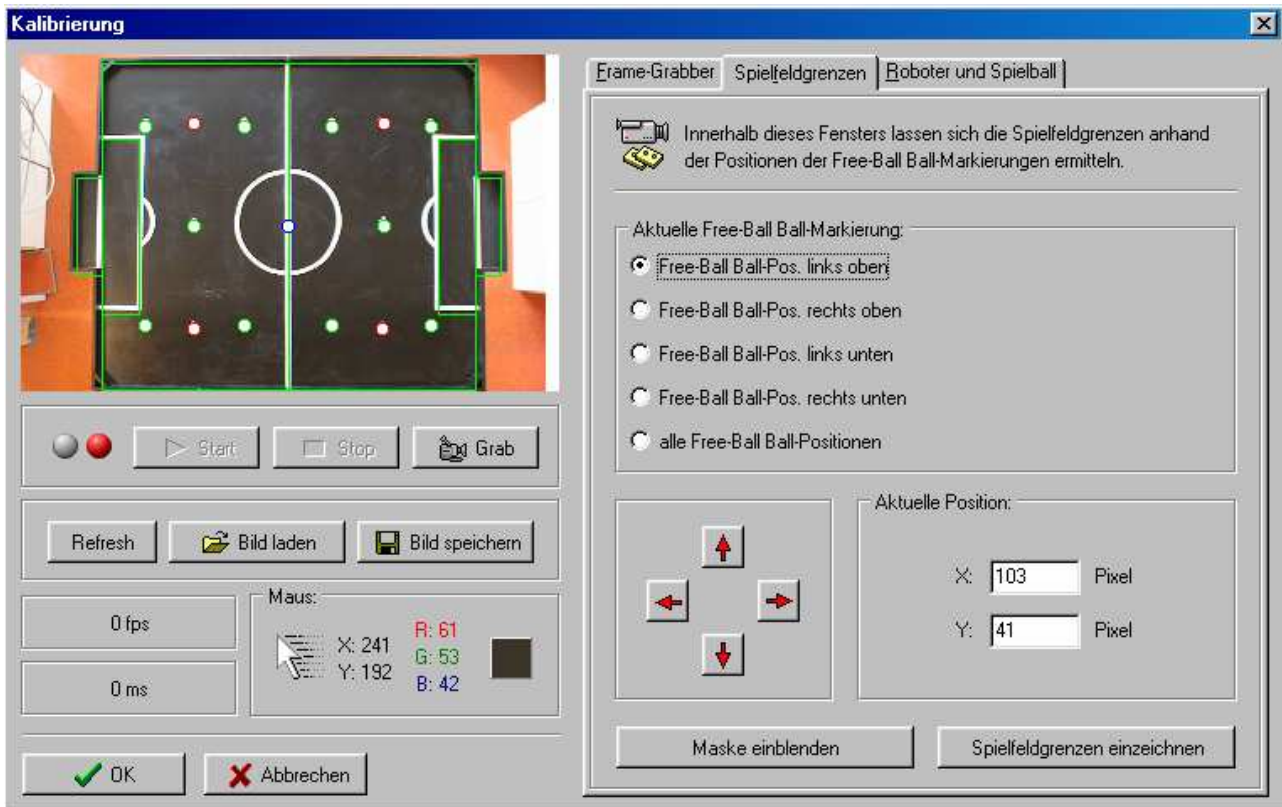 Kalibrierung
Frame-Grabber
Spielfeldgrenzen
Roboter und Spielball
Innerhalb dieses Fensters lassen sich die Spielfeldgrenzen anhand
der Positionen der Free-Ball Ball-Markierungen ermitteln.
Aktuelle Free-Ball Ball-Markierung:
Free-Ball Ball-Pos. links oben
Free-Ball Ball-Pos. rechts oben
Free-Ball Ball-Pos. links unten
Free-Ball Ball-Pos. rechts unten
alle Free-Ball Ball-Positionen
Start
Stop
Grab
Refresh
Bild laden
Bild speichern
0 fps
0 ms
Maus:
X: 241
Y: 192
R: 61
G: 53
B: 42
Aktuelle Position:
X: 103 Pixel
Y: 41 Pixel
Maske einblenden
Spielfeldgrenzen einzeichnen
OK
Abbrechen